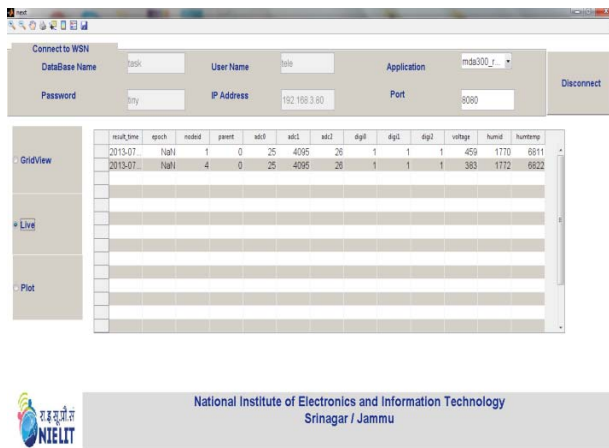 next
Connect to WSN
DataBase Name task User Name tele Application mda300_r...
Disconnect
Password tiny IP Address 192.168.3.60 Port 8080
GridView
Live
Plot
result_time epoch nodeid parent adc0 adc1 adc2 digi0 digi1 digi2 voltage humid humtemp
2013-07... NaN 1 0 25 4095 26 1 1 1 459 1770 6811
2013-07... NaN 4 0 25 4095 26 1 1 1 383 1772 6822
रा.इ.सू.प्रौ.सं
NIELIT
National Institute of Electronics and Information Technology
Srinagar / Jammu